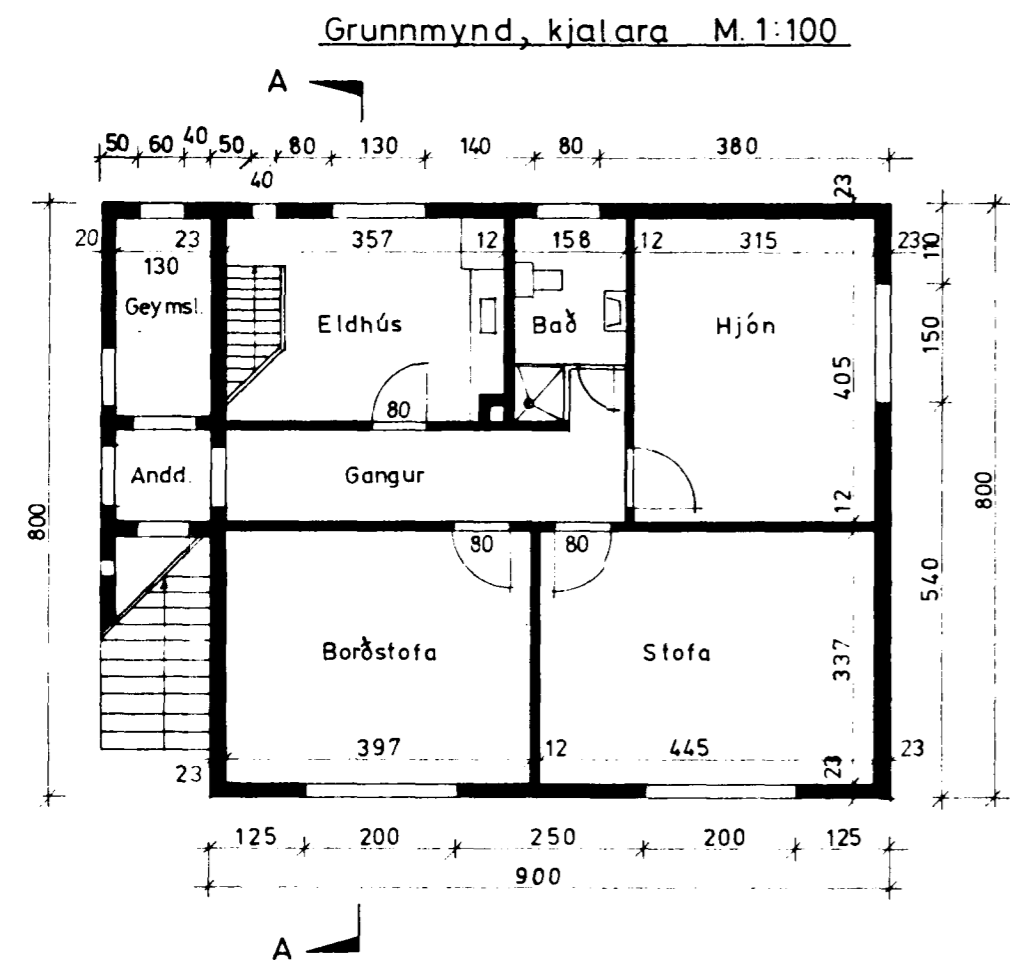 Grunnmynd, kjalara M. 1:100
A
50 60 40 50 80 130 140 80 380
40
23
20 23 357 12 158 12 315 23 110
130
Geymsl.
Eldhús
Bað
Hjón
150
405
80
Andd.
Gangur
12
800
800
80
80
540
Borðstofa
Stofa
337
397 12 445 23
23
23
125 200 250 200 125
900
A